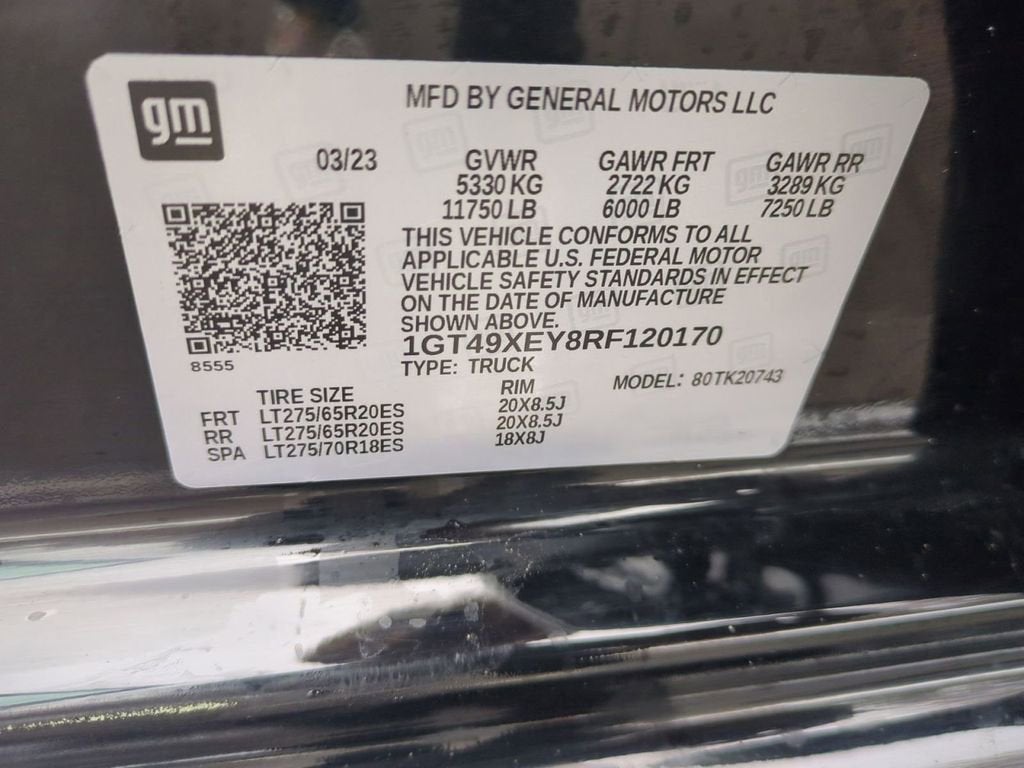 gm
MFD BY GENERAL MOTORS LLC
03/23 GVWR GAWR FRT GAWR RR
5330 KG 2722 KG 3289 KG
11750 LB 6000 LB 7250 LB
THIS VEHICLE CONFORMS TO ALL
APPLICABLE U.S. FEDERAL MOTOR
VEHICLE SAFETY STANDARDS IN EFFECT
ON THE DATE OF MANUFACTURE
SHOWN ABOVE.
1GT49XEY8RF120170
8555
TYPE: TRUCK
MODEL: 80TK20743
TIRE SIZE RIM
FRT LT275/65R20ES 20X8.5J
RR LT275/65R20ES 20X8.5J
SPA LT275/70R18ES 18X8J